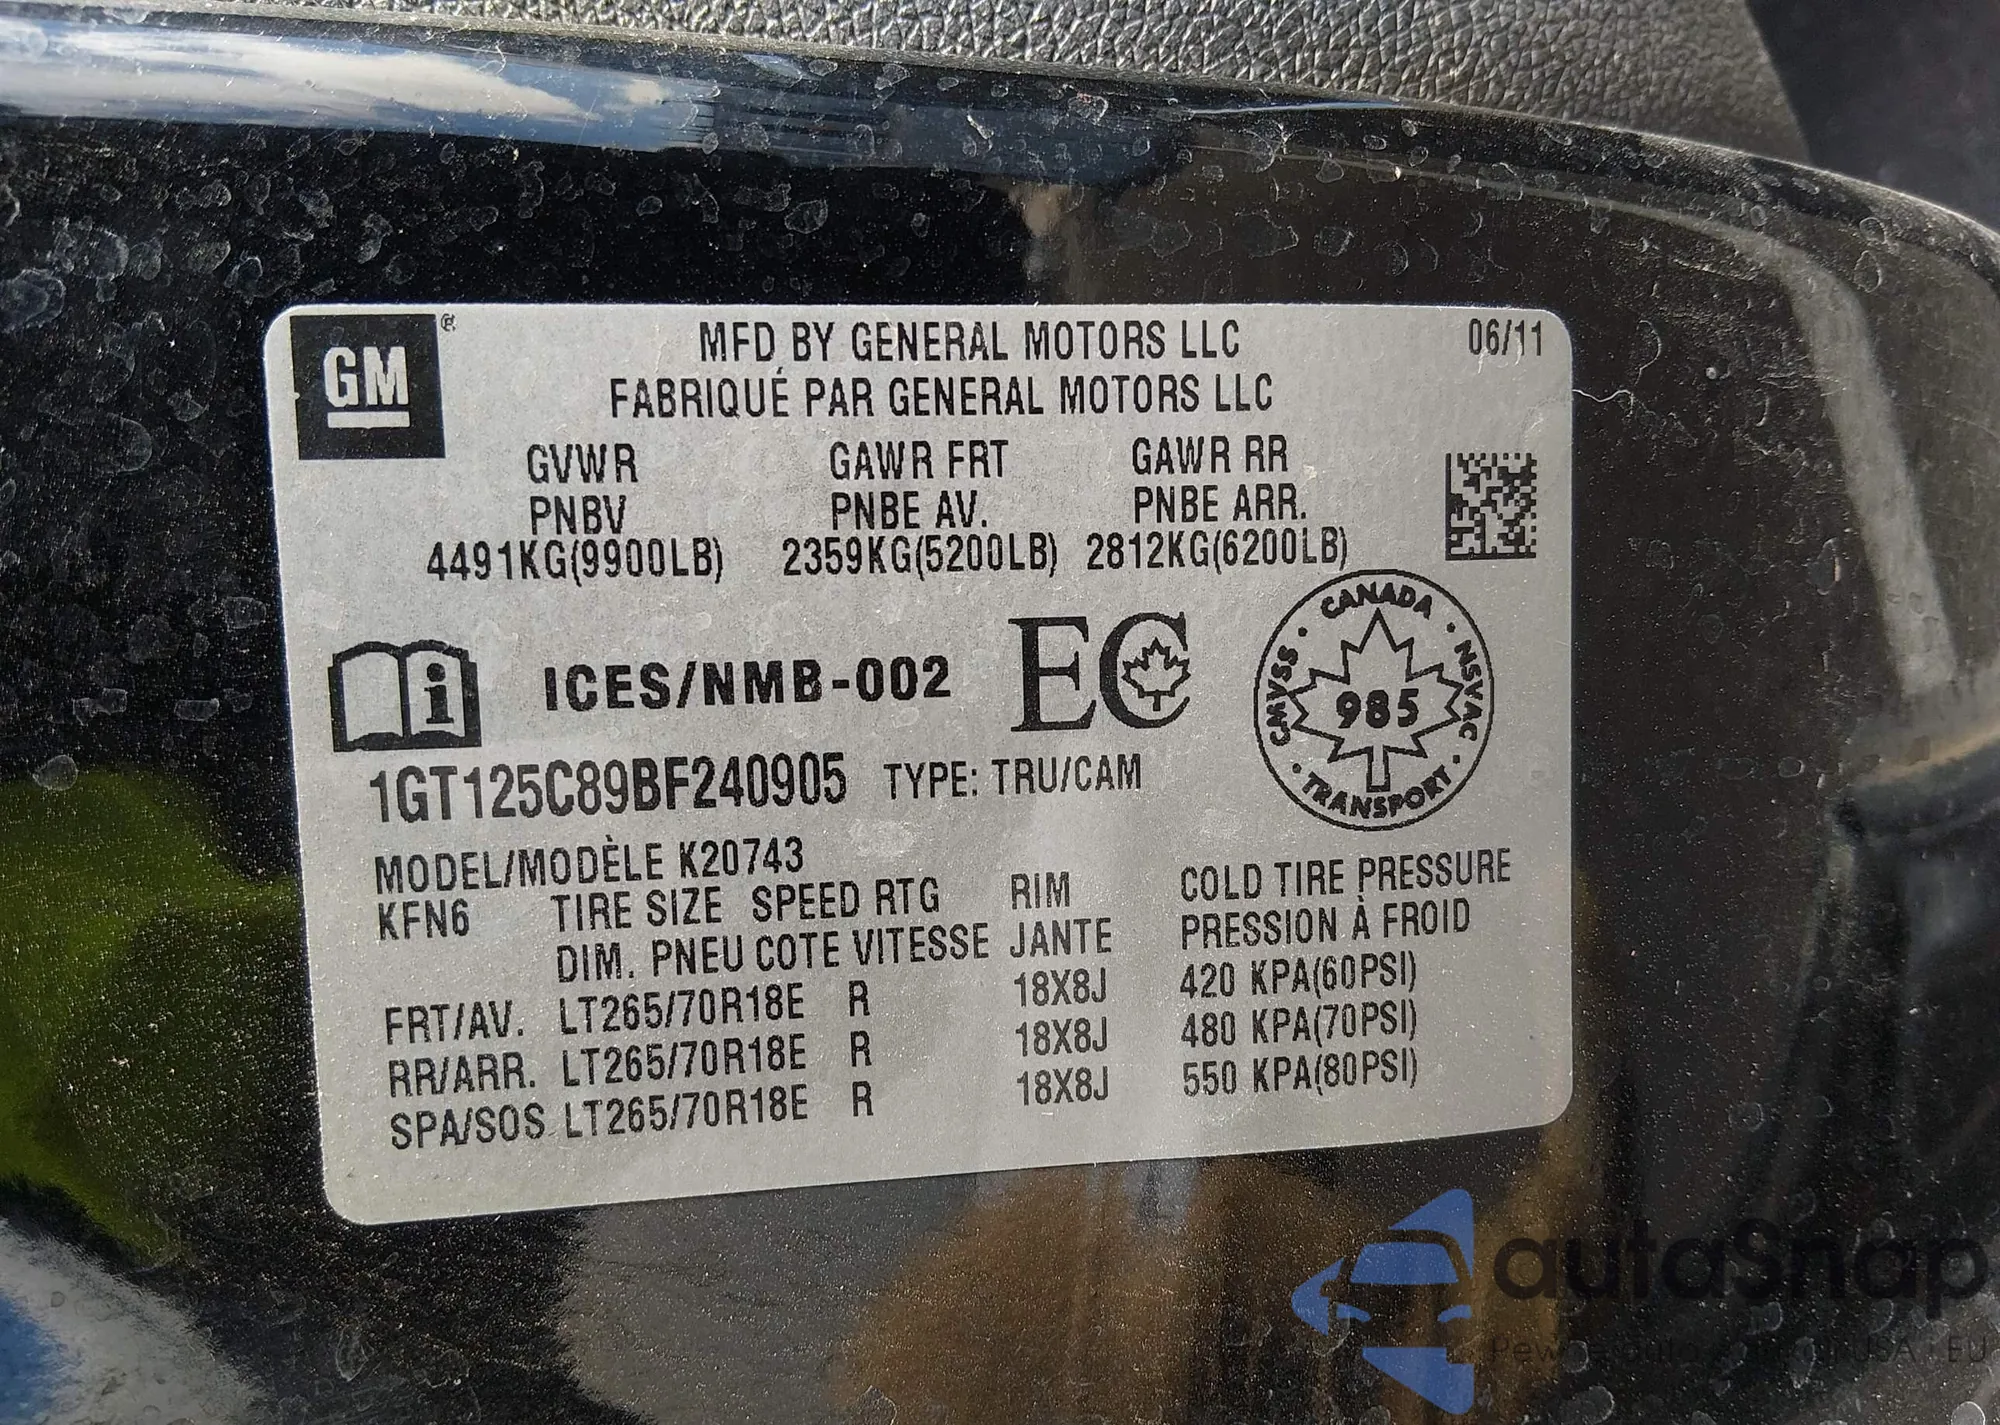 GM ®
MFD BY GENERAL MOTORS LLC 06/11
FABRIQUÉ PAR GENERAL MOTORS LLC
GVWR GAWR FRT GAWR RR
PNBV PNBE AV. PNBE ARR.
4491KG(9900LB) 2359KG(5200LB) 2812KG(6200LB)
i ICES/NMB-002 EC
CANADA
CMVSS 985 NSVAC
TRANSPORT
1GT125C89BF240905 TYPE: TRU/CAM
MODEL/MODÈLE K20743
KFN6 TIRE SIZE SPEED RTG RIM COLD TIRE PRESSURE
DIM. PNEU COTE VITESSE JANTE PRESSION À FROID
FRT/AV. LT265/70R18E R 18X8J 420 KPA(60PSI)
RR/ARR. LT265/70R18E R 18X8J 480 KPA(70PSI)
SPA/SOS LT265/70R18E R 18X8J 550 KPA(80PSI)
autaSnap
USA EU